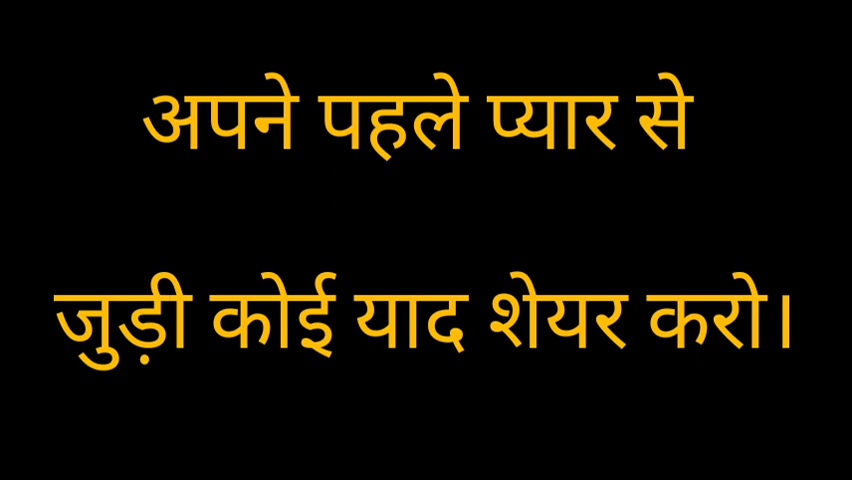 अपने पहले प्यार से
जुड़ी कोई याद शेयर करो।